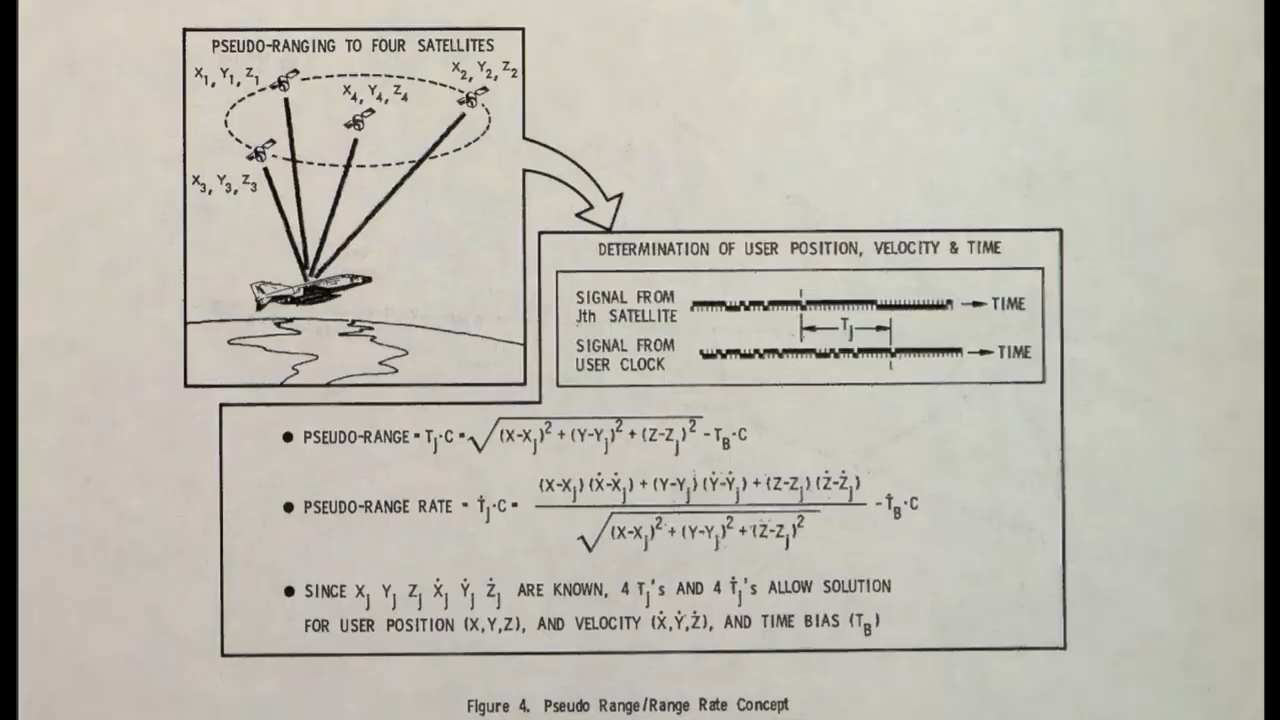 PSEUDO-RANGING TO FOUR SATELLITES
X₁, Y₁, Z₁
X₂, Y₂, Z₂
X₄, Y₄, Z₄
X₃, Y₃, Z₃
DETERMINATION OF USER POSITION, VELOCITY & TIME
SIGNAL FROM
Jth SATELLITE
TIME
Tⱼ
SIGNAL FROM
USER CLOCK
TIME
● PSEUDO-RANGE = Tⱼ·C = √(X-Xⱼ)² + (Y-Yⱼ)² + (Z-Zⱼ)² - T_B·C
(X-Xⱼ) (Ẋ-Ẋⱼ) + (Y-Yⱼ) (Ẏ-Ẏⱼ) + (Z-Zⱼ) (Ż-Żⱼ)
● PSEUDO-RANGE RATE = Ṫⱼ·C = - Ṫ_B·C
√(X-Xⱼ)² + (Y-Yⱼ)² + (Z-Zⱼ)²
● SINCE Xⱼ Yⱼ Zⱼ Ẋⱼ Ẏⱼ Żⱼ ARE KNOWN, 4 Tⱼ's AND 4 Ṫⱼ's ALLOW SOLUTION
FOR USER POSITION (X,Y,Z), AND VELOCITY (Ẋ,Ẏ,Ż), AND TIME BIAS (T_B)
Figure 4. Pseudo Range/Range Rate Concept